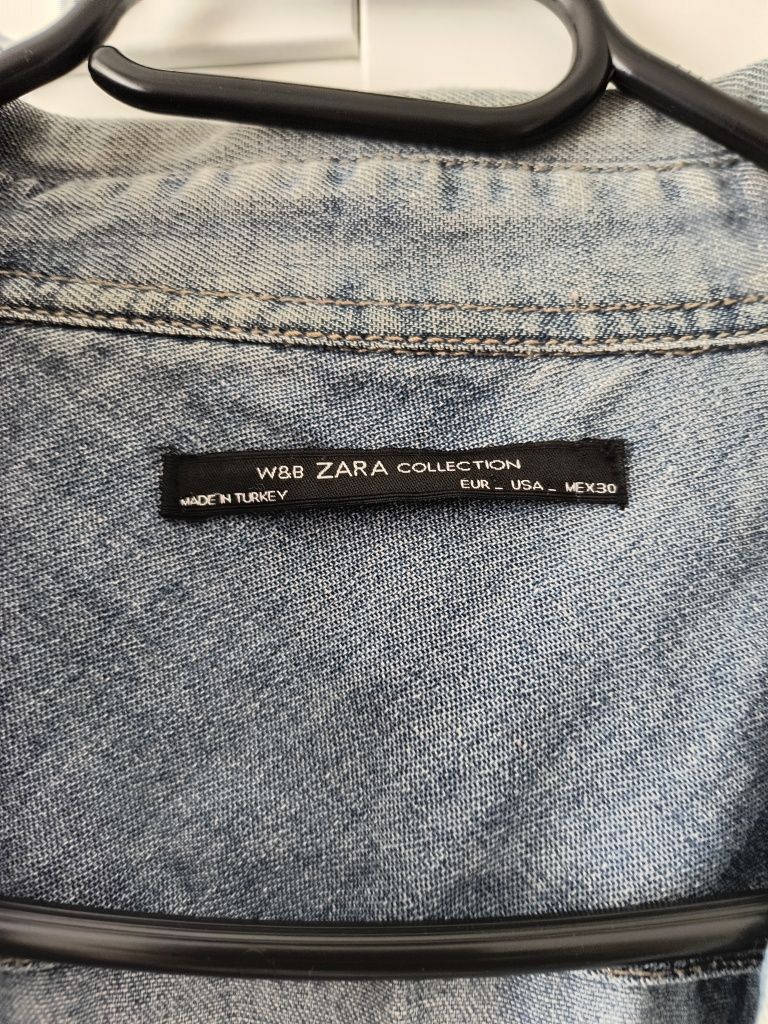 W&B ZARA COLLECTION
MADE IN TURKEY EUR _ USA _ MEX30